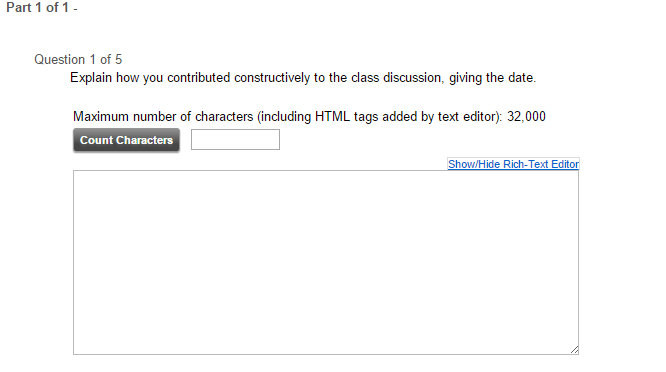 Part 1 of 1 -
Question 1 of 5
Explain how you contributed constructively to the class discussion, giving the date.
Maximum number of characters (including HTML tags added by text editor): 32,000
Count Characters
Show/Hide Rich-Text Editor